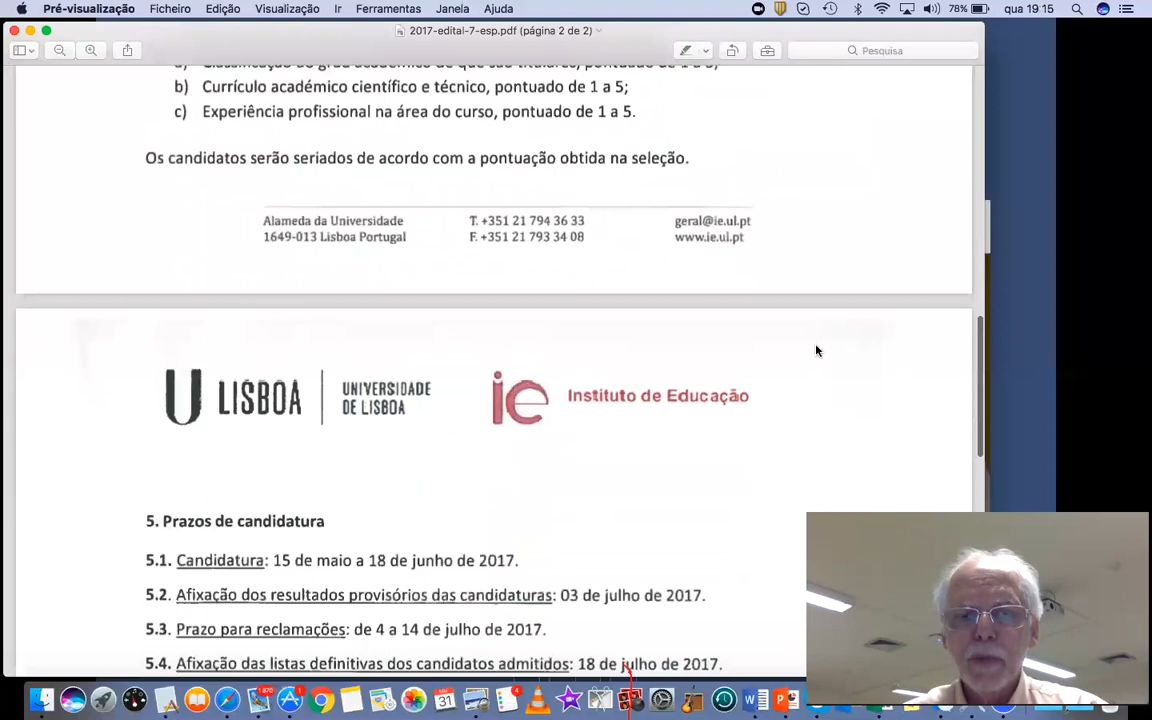 Pré-visualização Ficheiro Edição Visualização Ir Ferramentas Janela Ajuda 78% qua 19:15
2017-edital-7-esp.pdf (página 2 de 2)
Pesquisa
b) Currículo académico científico e técnico, pontuado de 1 a 5;
c) Experiência profissional na área do curso, pontuado de 1 a 5.
Os candidatos serão seriados de acordo com a pontuação obtida na seleção.
Alameda da Universidade T. +351 21 794 36 33 geral@ie.ul.pt
1649-013 Lisboa Portugal F. +351 21 793 34 08 www.ie.ul.pt
U LISBOA UNIVERSIDADE DE LISBOA ie Instituto de Educação
5. Prazos de candidatura
5.1. Candidatura: 15 de maio a 18 de junho de 2017.
5.2. Afixação dos resultados provisórios das candidaturas: 03 de julho de 2017.
5.3. Prazo para reclamações: de 4 a 14 de julho de 2017.
5.4. Afixação das listas definitivas dos candidatos admitidos: 18 de julho de 2017.